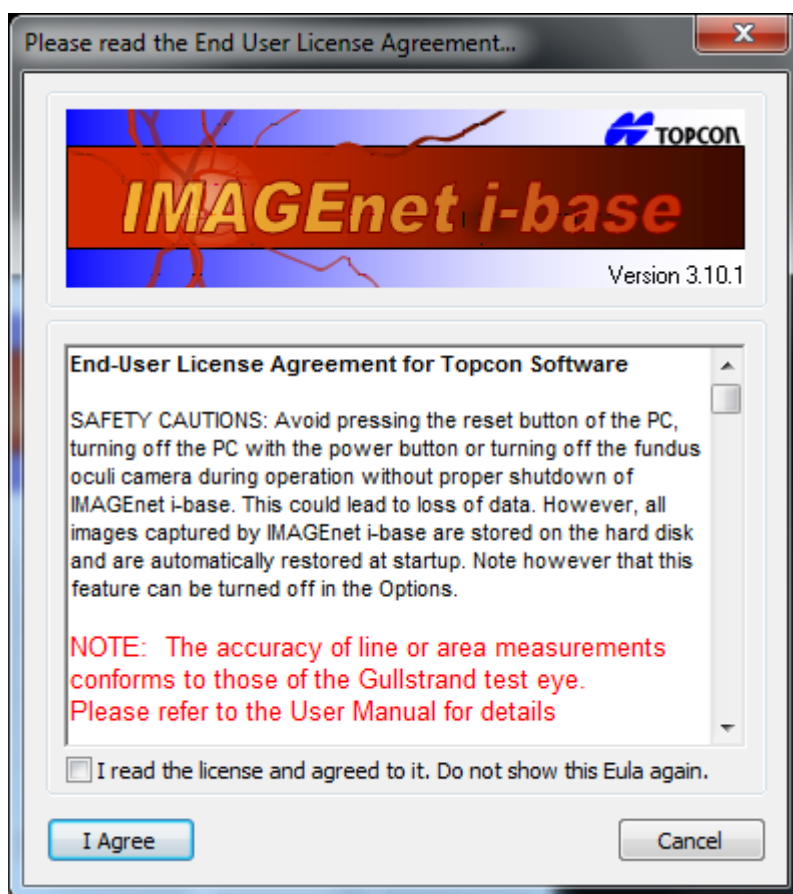 Please read the End User License Agreement...
TOPCON
IMAGEnet i-base
Version 3.10.1
End-User License Agreement for Topcon Software
SAFETY CAUTIONS: Avoid pressing the reset button of the PC,
turning off the PC with the power button or turning off the fundus
oculi camera during operation without proper shutdown of
IMAGEnet i-base. This could lead to loss of data. However, all
images captured by IMAGEnet i-base are stored on the hard disk
and are automatically restored at startup. Note however that this
feature can be turned off in the Options.
NOTE: The accuracy of line or area measurements
conforms to those of the Gullstrand test eye.
Please refer to the User Manual for details
I read the license and agreed to it. Do not show this Eula again.
I Agree
Cancel